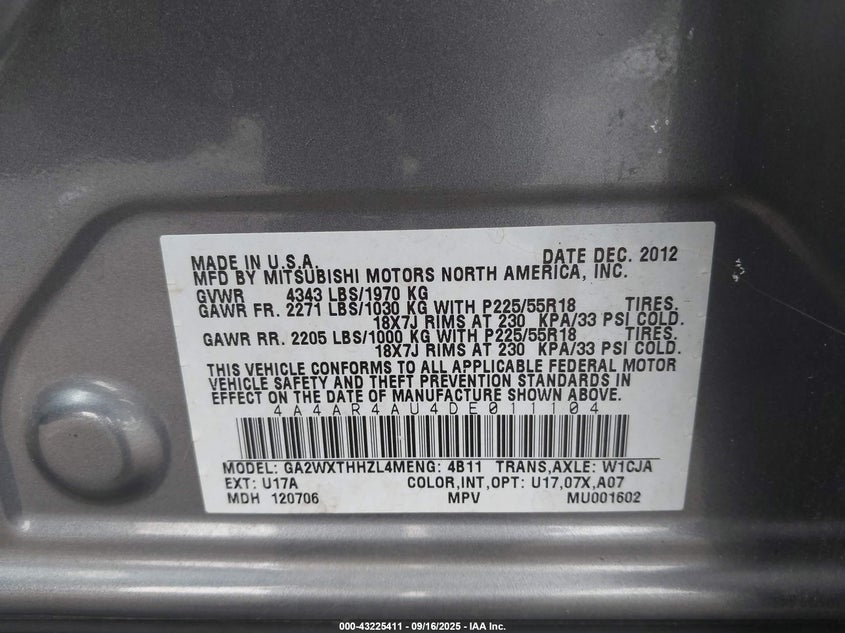 MADE IN U.S.A. DATE DEC. 2012
MFD BY MITSUBISHI MOTORS NORTH AMERICA, INC.
GVWR 4343 LBS/1970 KG
GAWR FR. 2271 LBS/1030 KG WITH P225/55R18 TIRES.
18X7J RIMS AT 230 KPA/33 PSI COLD.
GAWR RR. 2205 LBS/1000 KG WITH P225/55R18 TIRES.
18X7J RIMS AT 230 KPA/33 PSI COLD.
THIS VEHICLE CONFORMS TO ALL APPLICABLE FEDERAL MOTOR
VEHICLE SAFETY AND THEFT PREVENTION STANDARDS IN
EFFECT ON THE DATE OF MANUFACTURE SHOWN ABOVE.
4A4AR4AU4DE011104
MODEL: GA2WXTHHZL4MENG: 4B11 TRANS,AXLE: W1CJA
EXT: U17A COLOR,INT,OPT: U17,07X,A07
MDH 120706 MPV MU001602
000-43225411 - 09/16/2025 - IAA Inc.